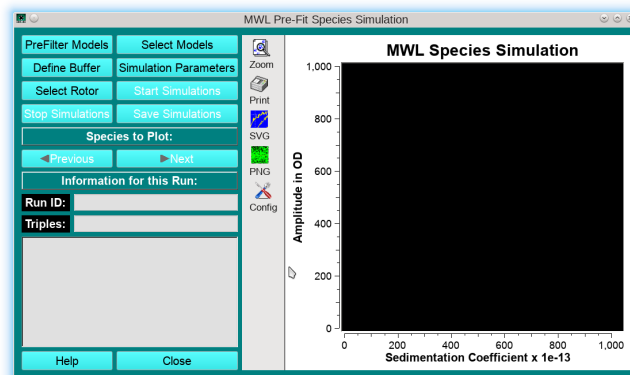 MWL Pre-Fit Species Simulation
PreFilter Models
Select Models
Define Buffer
Simulation Parameters
Select Rotor
Start Simulations
Stop Simulations
Save Simulations
Species to Plot:
Previous
Next
Information for this Run:
Run ID:
Triples:
Help
Close
Zoom
Print
SVG
PNG
Config
MWL Species Simulation
1,000
800
600
400
200
0
Amplitude in OD
0 200 400 600 800 1,000
Sedimentation Coefficient x 1e-13